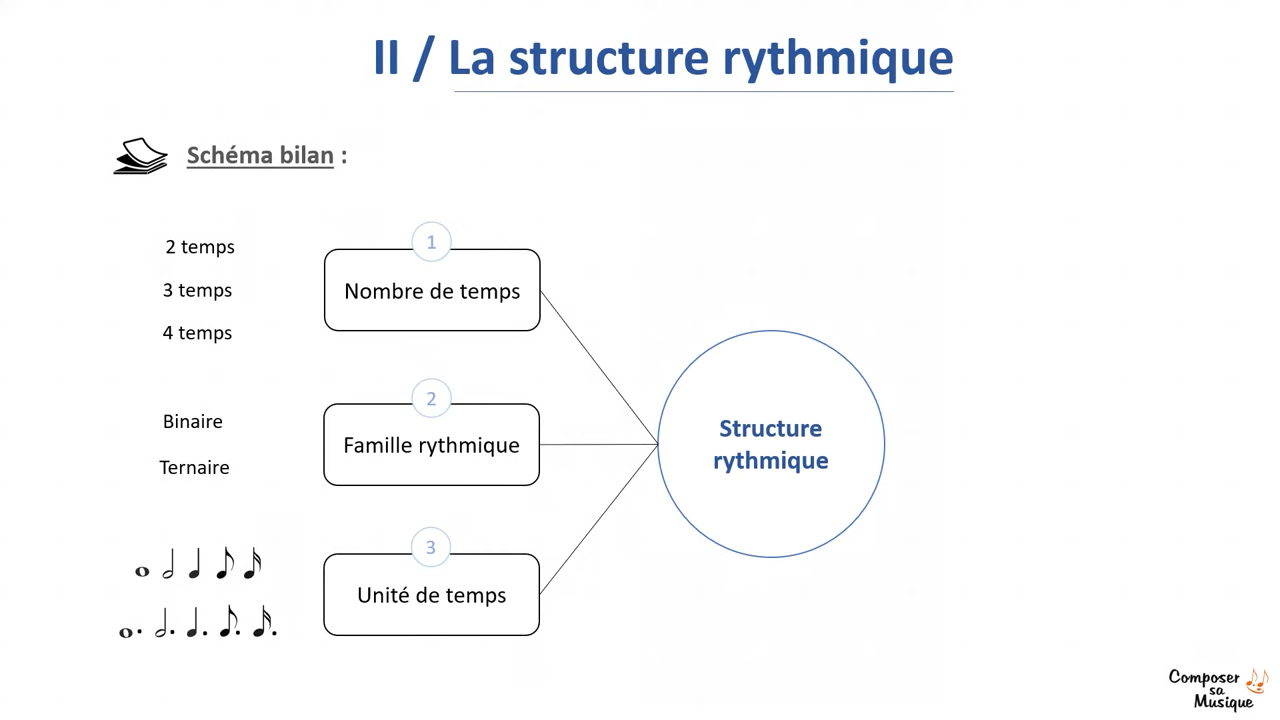 II / La structure rythmique
Schéma bilan :
2 temps
3 temps
4 temps
1
Nombre de temps
Binaire
Ternaire
2
Famille rythmique
3
Unité de temps
Structure
rythmique
Composer
sa
Musique